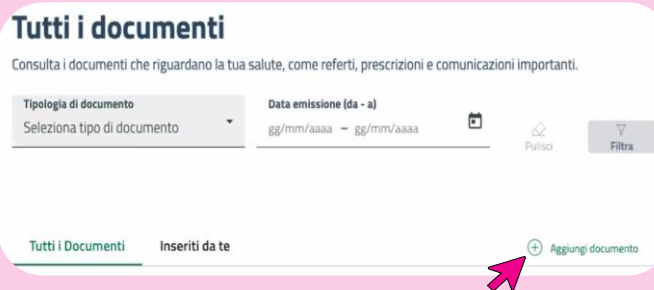 Tutti i documenti
Consulta i documenti che riguardano la tua salute, come referti, prescrizioni e comunicazioni importanti.
Tipologia di documento
Seleziona tipo di documento
Data emissione (da - a)
gg/mm/aaaa – gg/mm/aaaa
Pulisci
Filtra
Tutti i Documenti
Inseriti da te
Aggiungi documento